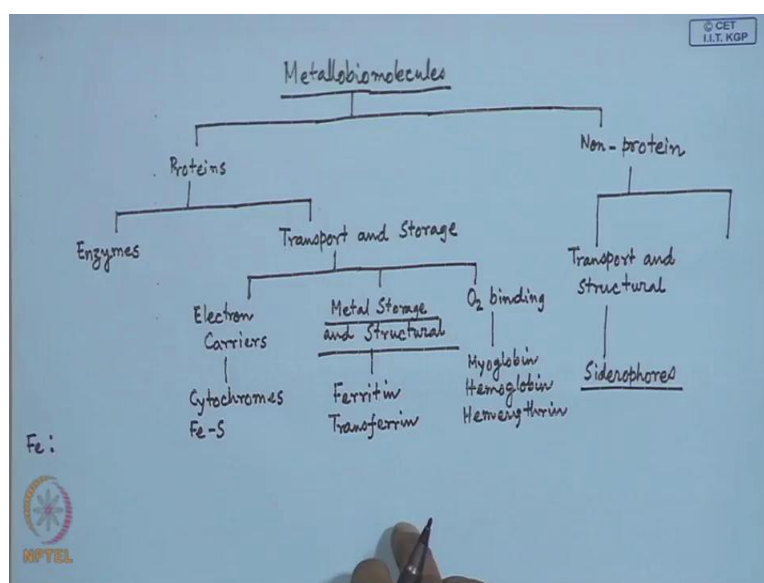 © CET
I.I.T. KGP
Metallobiomolecules
Proteins
Non-protein
Enzymes
Transport and Storage
Transport and
Structural
Electron
Carriers
Metal Storage
and Structural
O2 binding
Siderophores
Cytochromes
Fe-S
Ferritin
Transferrin
Myoglobin
Hemoglobin
Hemerythrin
Fe:
NPTEL